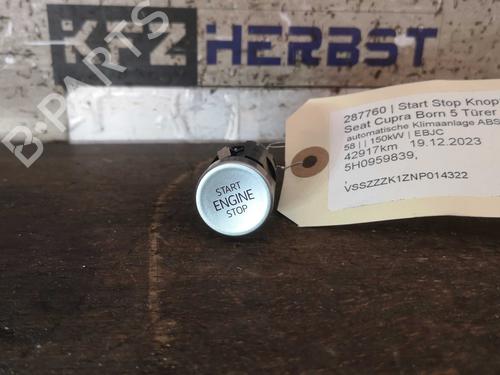 KFZ HERBST
B-PARTS
287760 | Start Stop Knop
Seat Cupra Born 5 Türer
automatische Klimaanlage ABS
58 | | 150kW | EBJC
42917km 19.12.2023
5H0959839,
,
VSSZZZK1ZNP014322
START
ENGINE
STOP